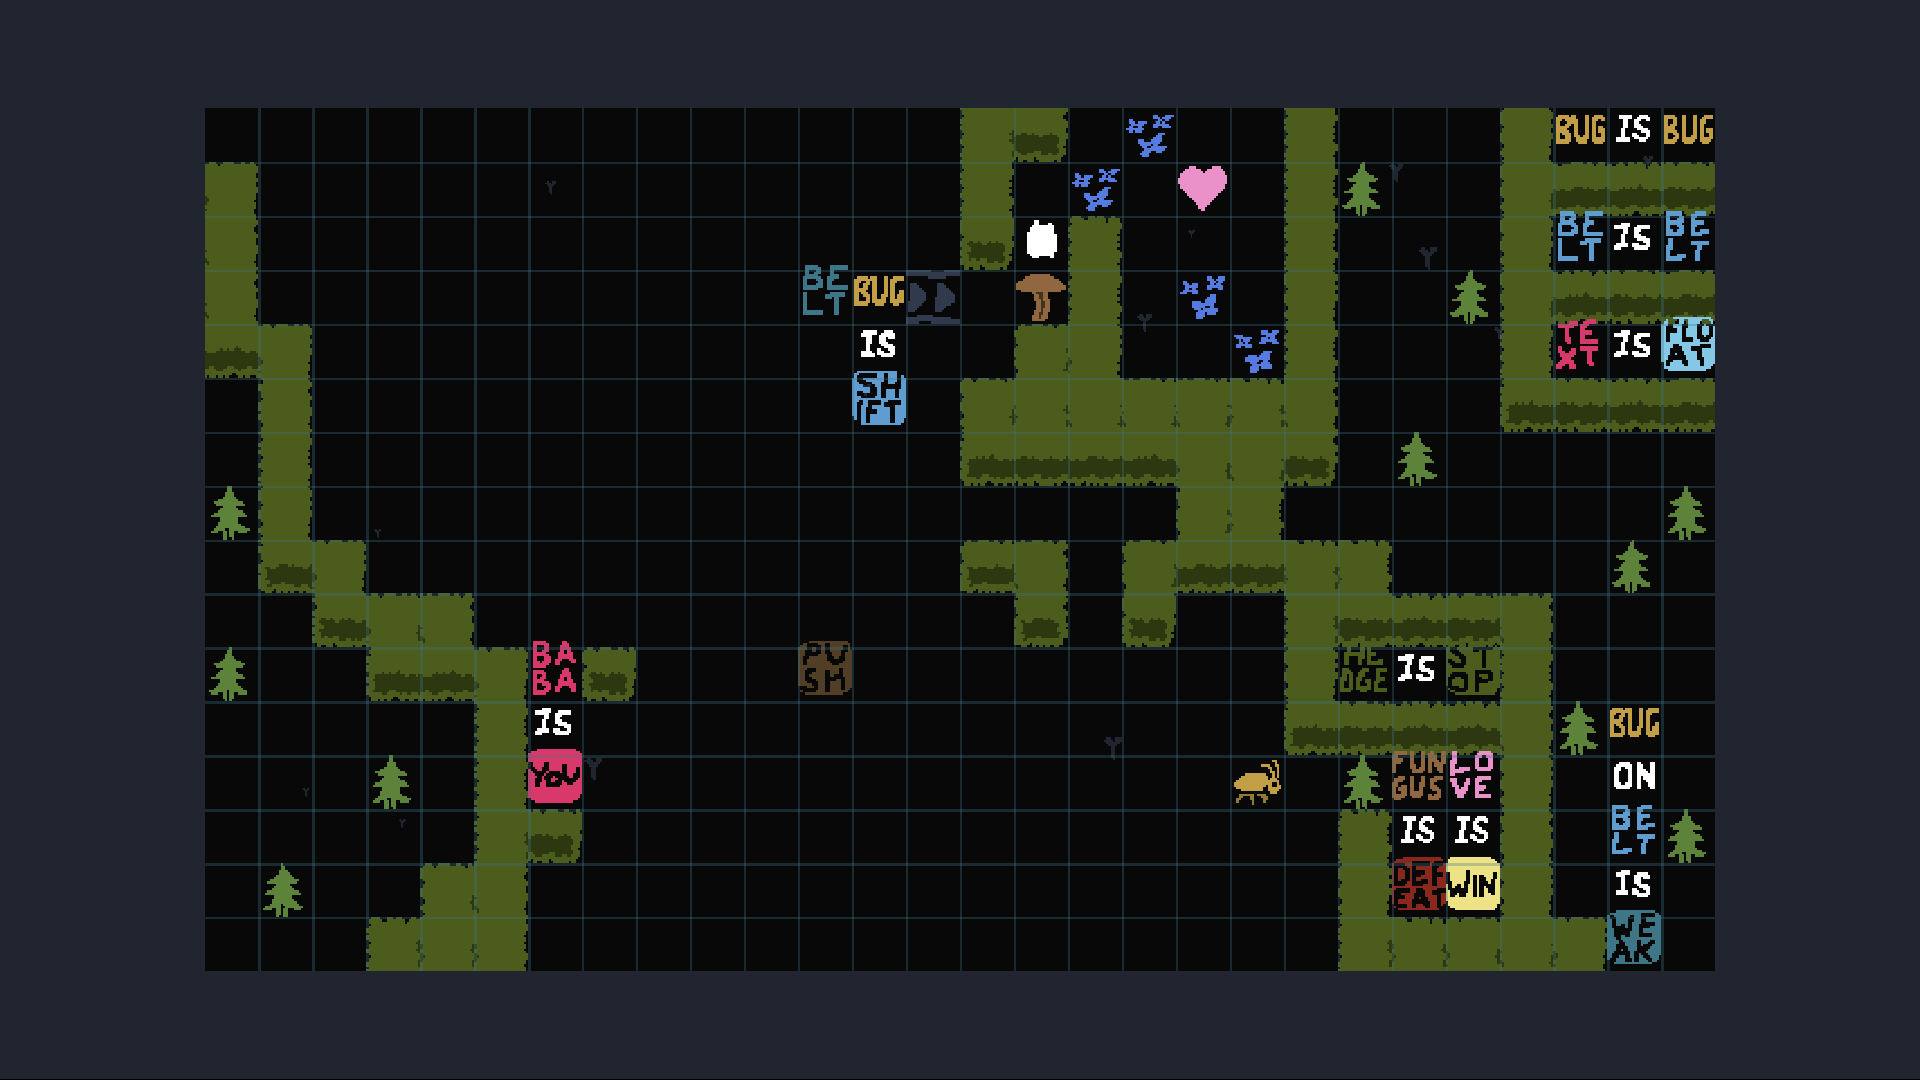 BUG IS BUG
BELT IS BELT
BELT BUG
TEXT IS FLOAT
IS
SHIFT
BABA PUSH HEDGE IS STOP
IS BUG
YOU FUNGUS LOVE ON
IS IS BELT
DEFEAT WIN IS
WEAK